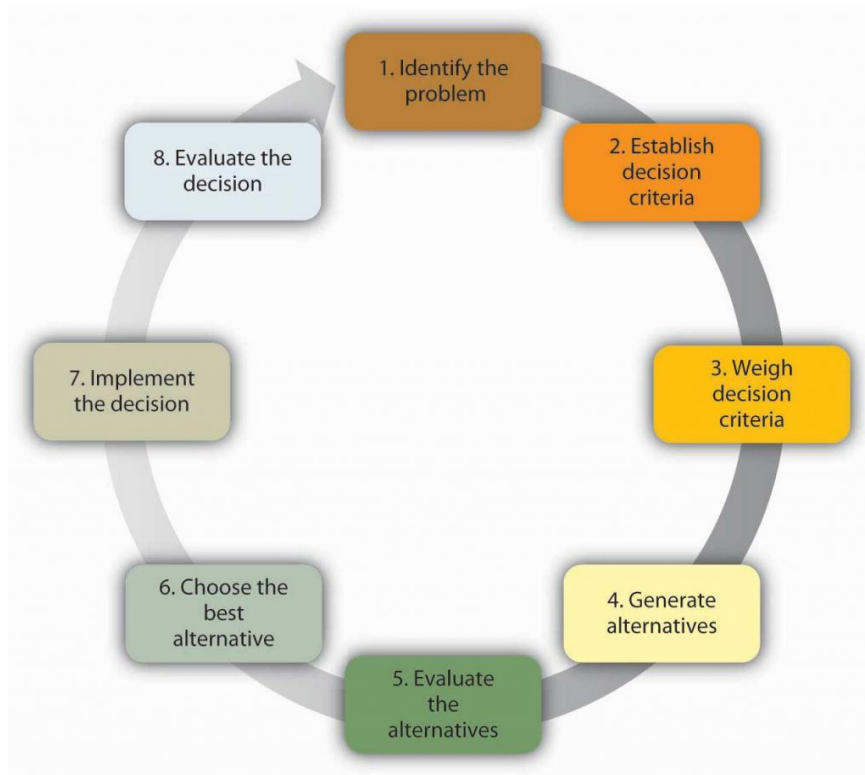 1. Identify the
problem
2. Establish
decision
criteria
3. Weigh
decision
criteria
4. Generate
alternatives
5. Evaluate
the
alternatives
6. Choose the
best
alternative
7. Implement
the decision
8. Evaluate the
decision